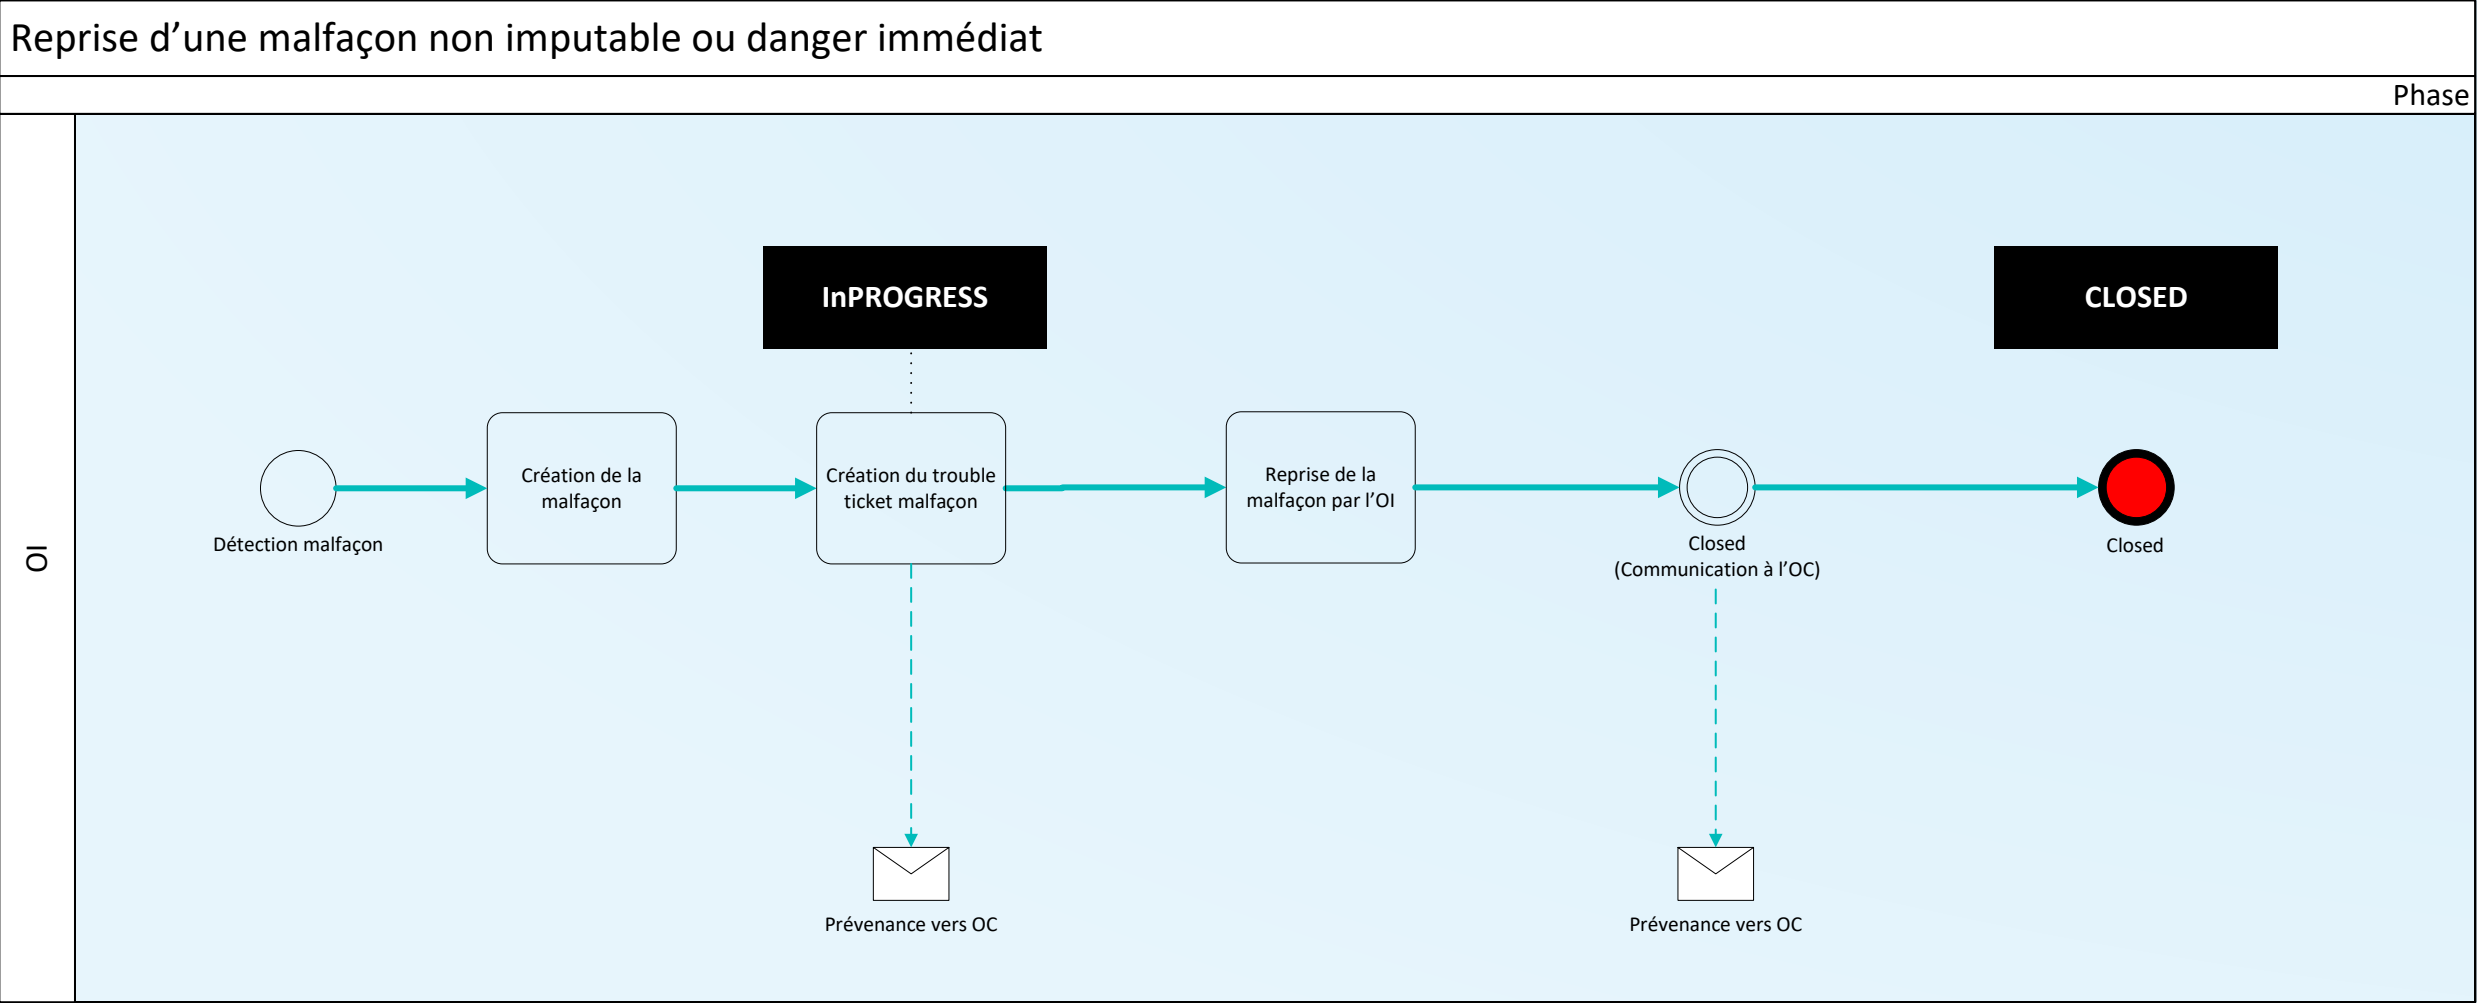 Reprise d’une malfaçon non imputable ou danger immédiat
Phase
OI
InPROGRESS
CLOSED
Détection malfaçon
Création de la
malfaçon
Création du trouble
ticket malfaçon
Reprise de la
malfaçon par l’OI
Closed
(Communication à l’OC)
Closed
Prévenance vers OC
Prévenance vers OC